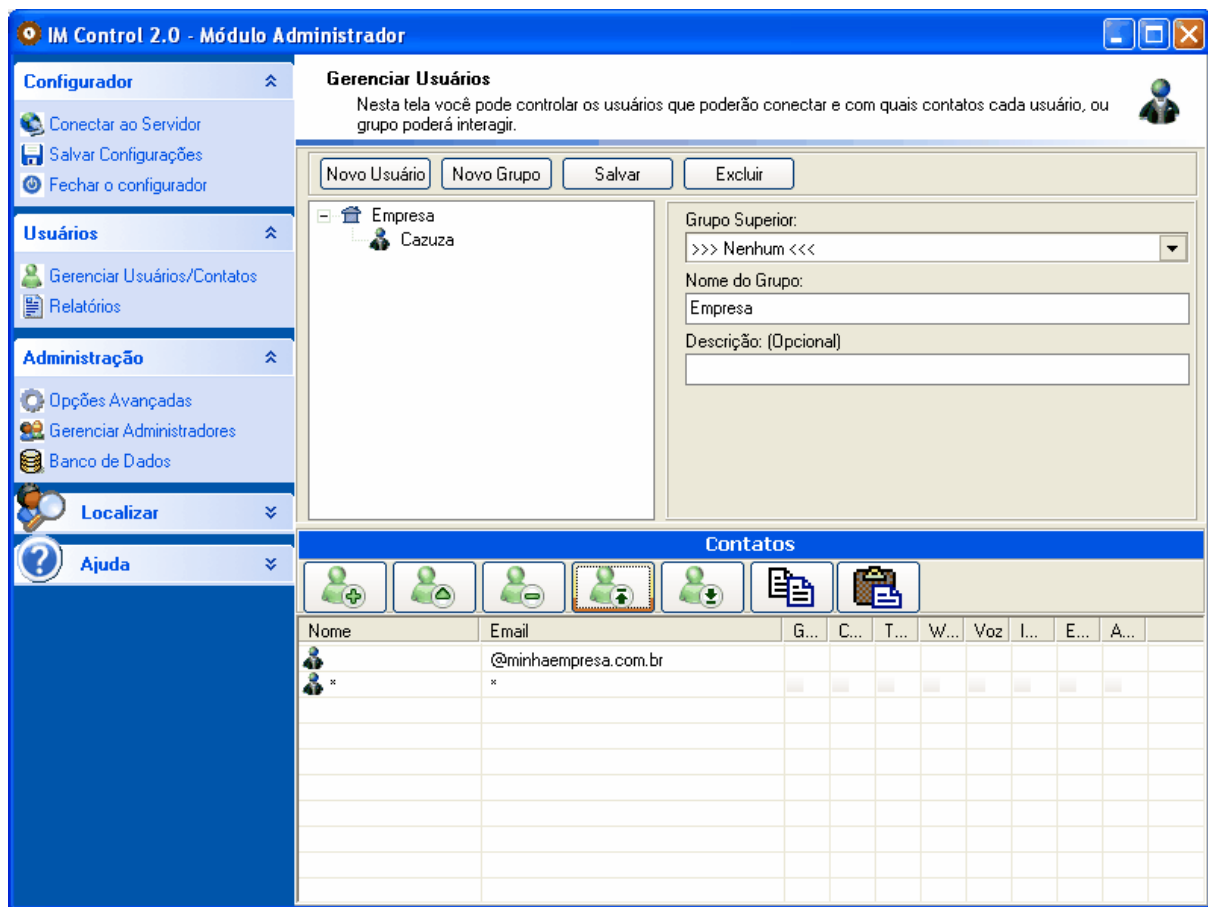 IM Control 2.0 - Módulo Administrador
Configurador
Conectar ao Servidor
Salvar Configurações
Fechar o configurador
Usuários
Gerenciar Usuários/Contatos
Relatórios
Administração
Opções Avançadas
Gerenciar Administradores
Banco de Dados
Localizar
Ajuda
Gerenciar Usuários
Nesta tela você pode controlar os usuários que poderão conectar e com quais contatos cada usuário, ou
grupo poderá interagir.
Novo Usuário Novo Grupo Salvar Excluir
Empresa
Cazuza
Grupo Superior:
>>> Nenhum <<<
Nome do Grupo:
Empresa
Descrição: (Opcional)
Contatos
Nome Email G... C... T... W... Voz I... E... A...
@minhaempresa.com.br
* *